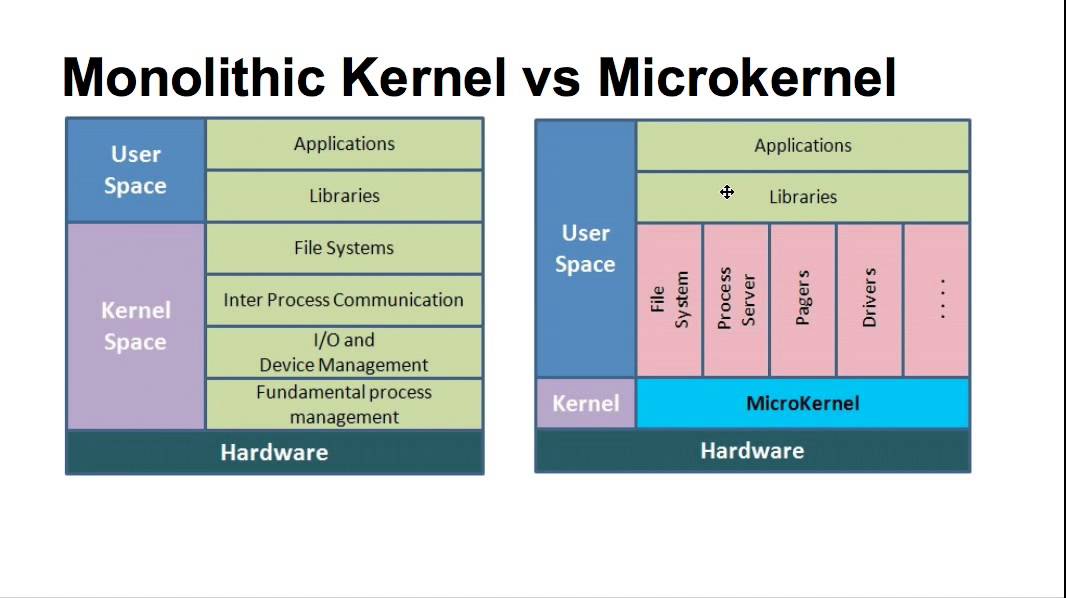 Monolithic Kernel vs Microkernel
User
Space
Applications
Libraries
Kernel
Space
File Systems
Inter Process Communication
I/O and
Device Management
Fundamental process
management
Hardware
User
Space
Applications
Libraries
File
System
Process
Server
Pagers
Drivers
....
Kernel
MicroKernel
Hardware